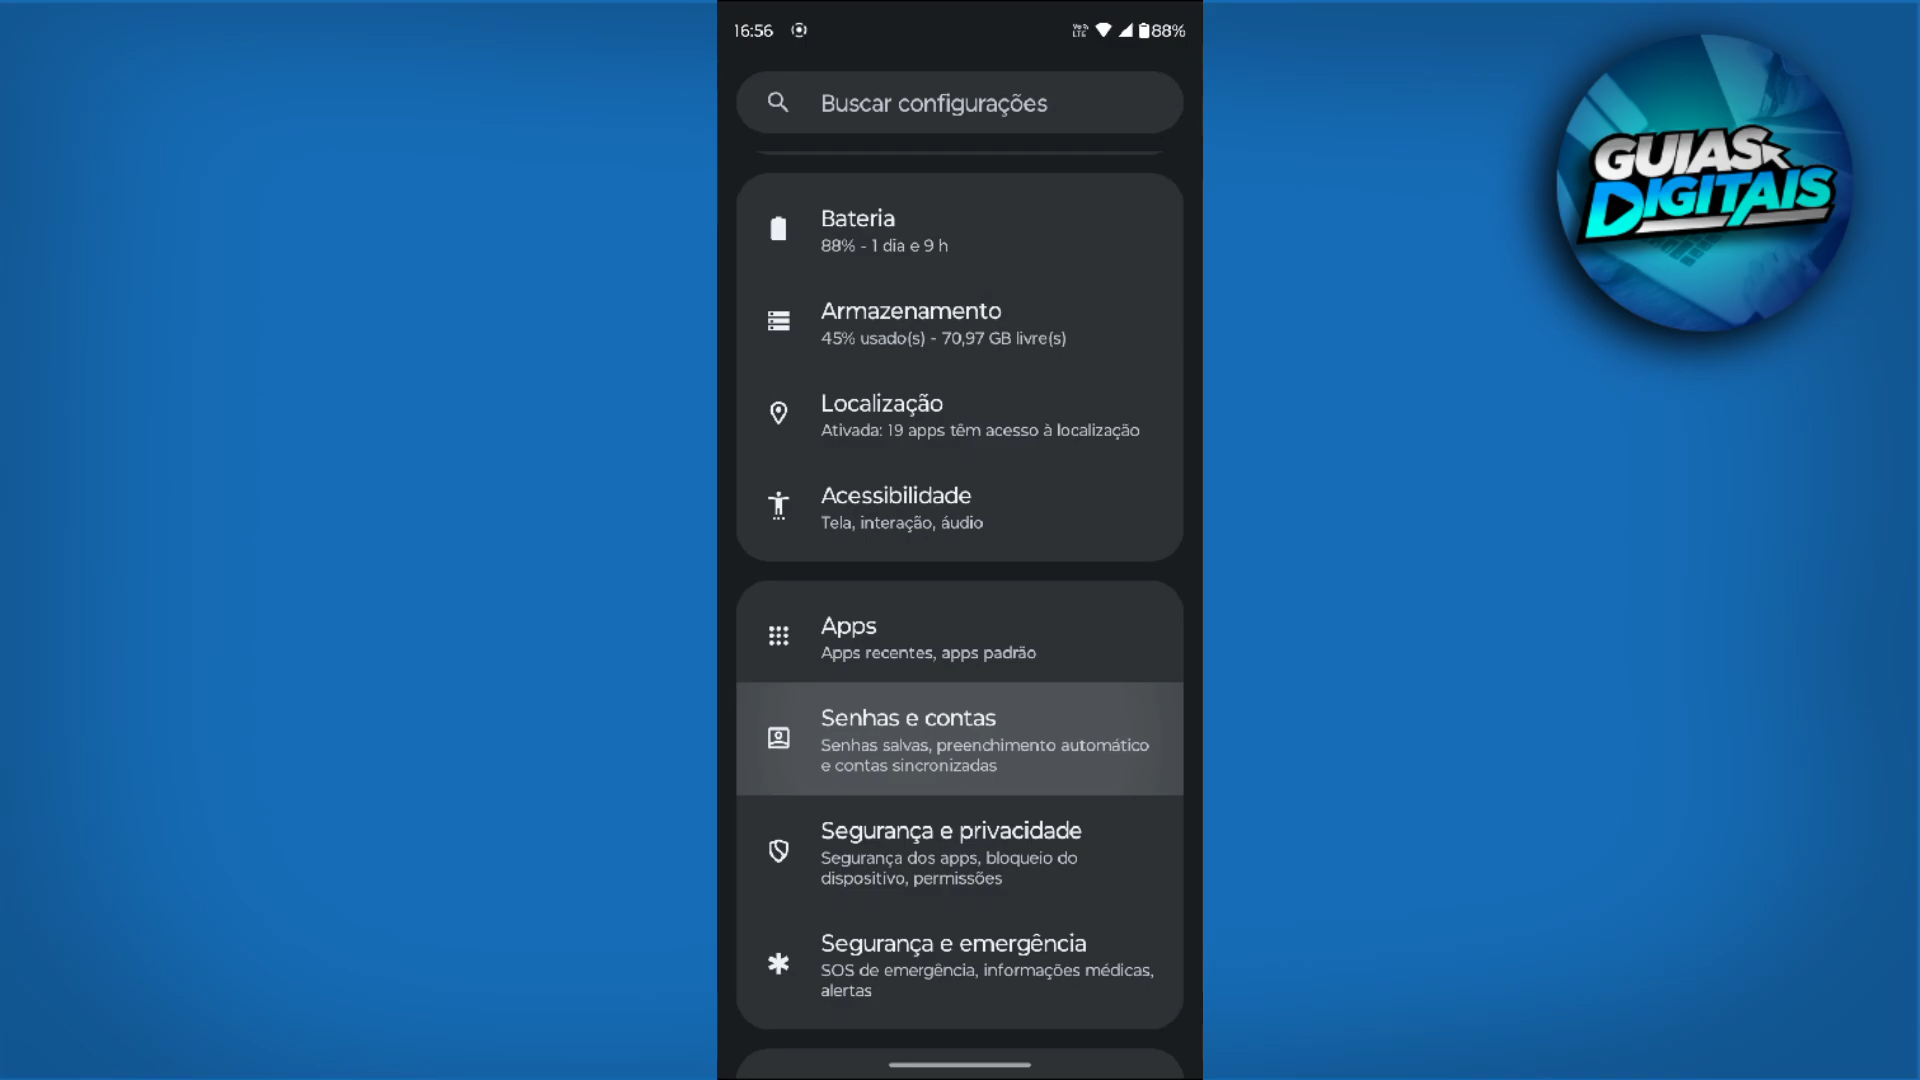 16:56
Vo LTE
88%
Buscar configurações
GUIAS
DIGITAIS
Bateria
88% - 1 dia e 9 h
Armazenamento
45% usado(s) - 70,97 GB livre(s)
Localização
Ativada: 19 apps têm acesso à localização
Acessibilidade
Tela, interação, áudio
Apps
Apps recentes, apps padrão
Senhas e contas
Senhas salvas, preenchimento automático
e contas sincronizadas
Segurança e privacidade
Segurança dos apps, bloqueio do
dispositivo, permissões
Segurança e emergência
SOS de emergência, informações médicas,
alertas